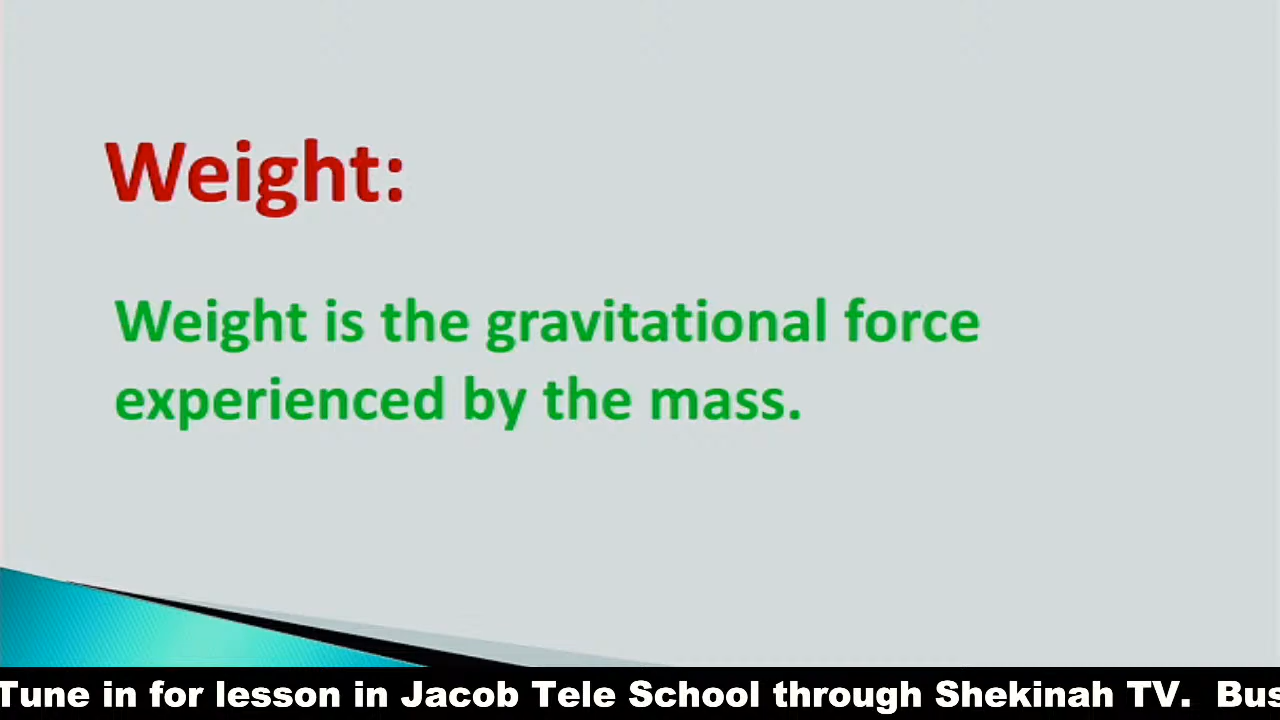 Weight:
Weight is the gravitational force
experienced by the mass.
Tune in for lesson in Jacob Tele School through Shekinah TV.